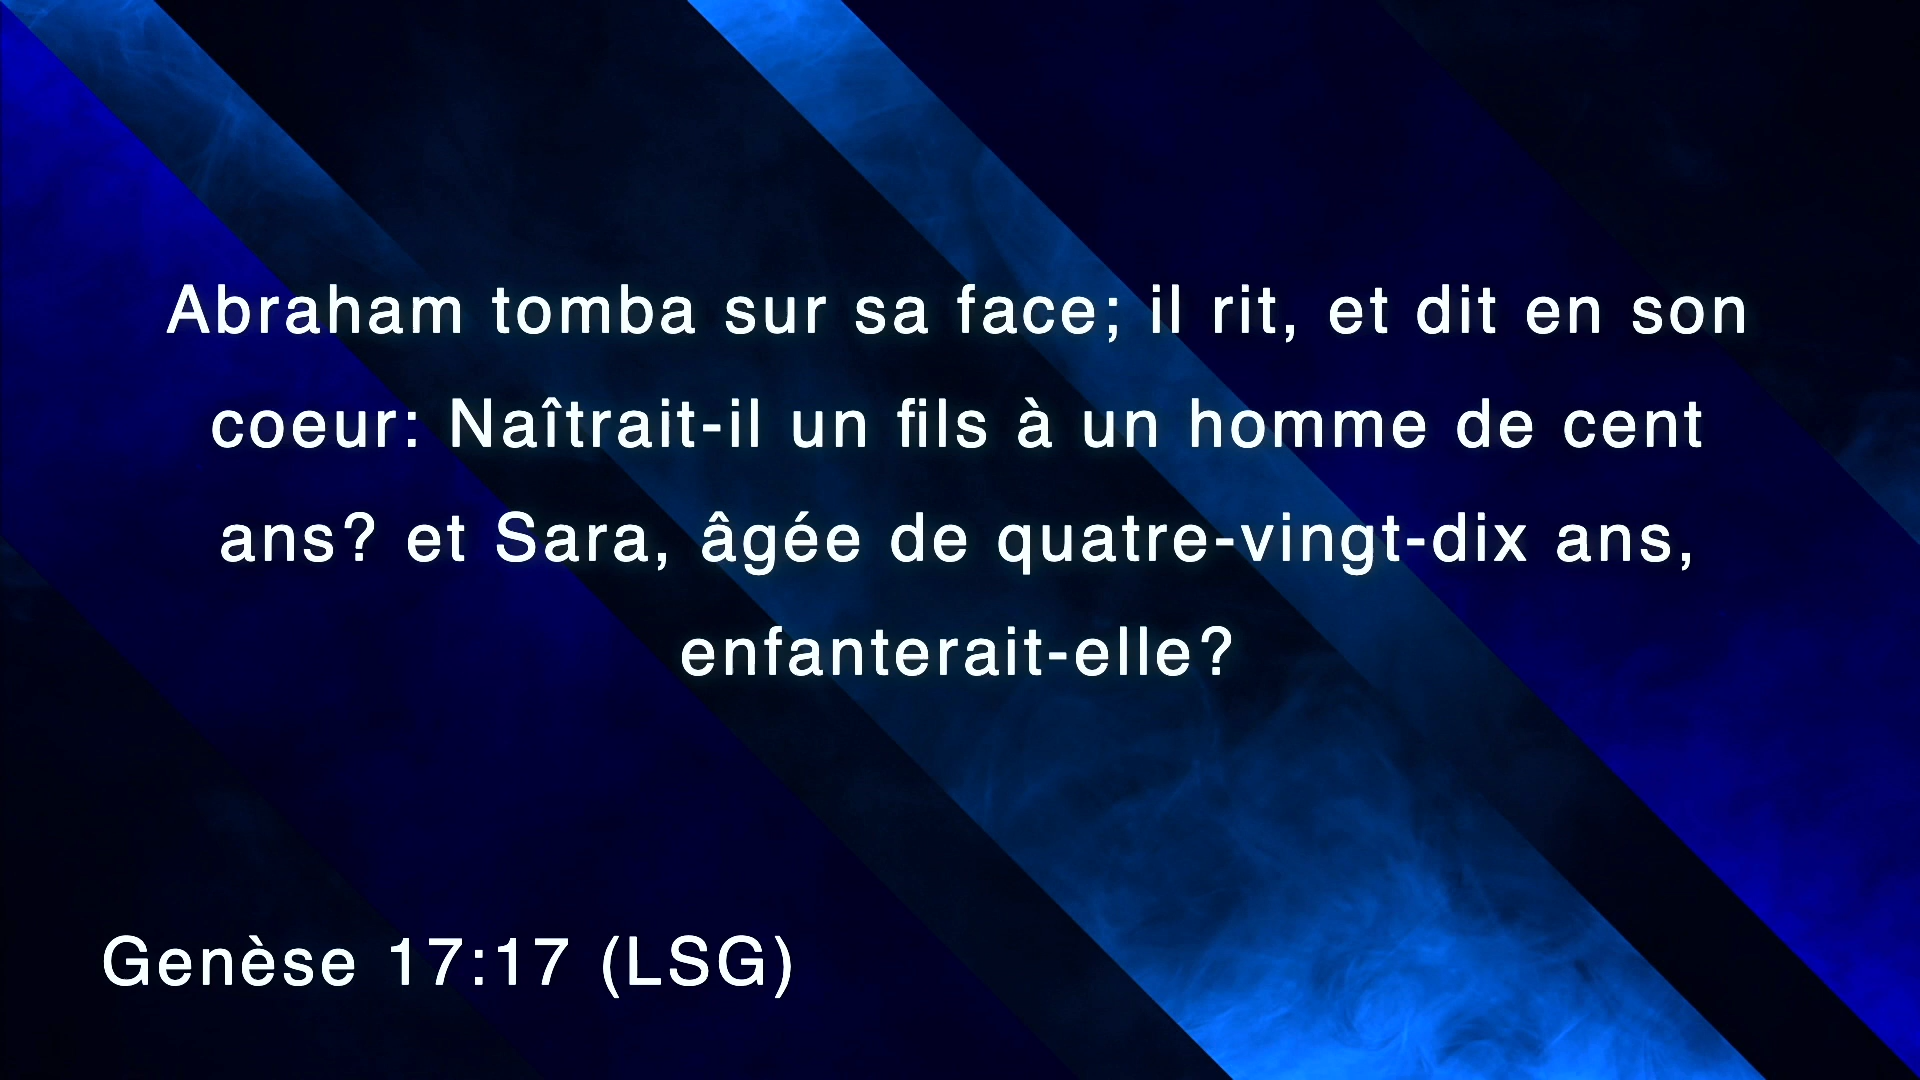 Abraham tomba sur sa face; il rit, et dit en son
coeur: Naîtrait-il un fils à un homme de cent
ans? et Sara, âgée de quatre-vingt-dix ans,
enfanterait-elle?
Genèse 17:17 (LSG)